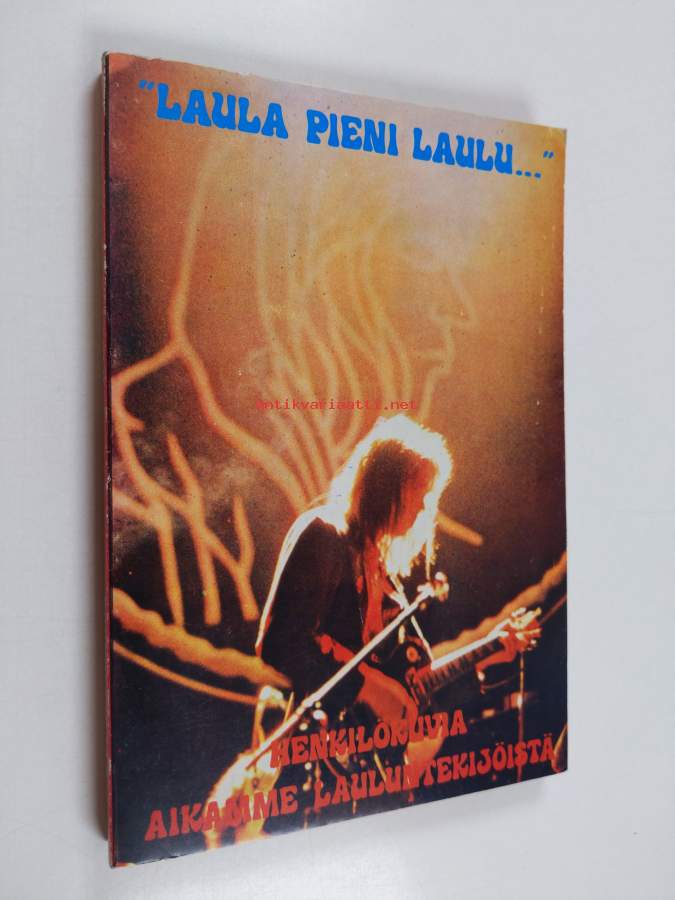 "LAULA PIENI LAULU..."
antikvariaatti.net
HENKILÖKUVIA
AIKAMME LAULUNTEKIJÖISTÄ